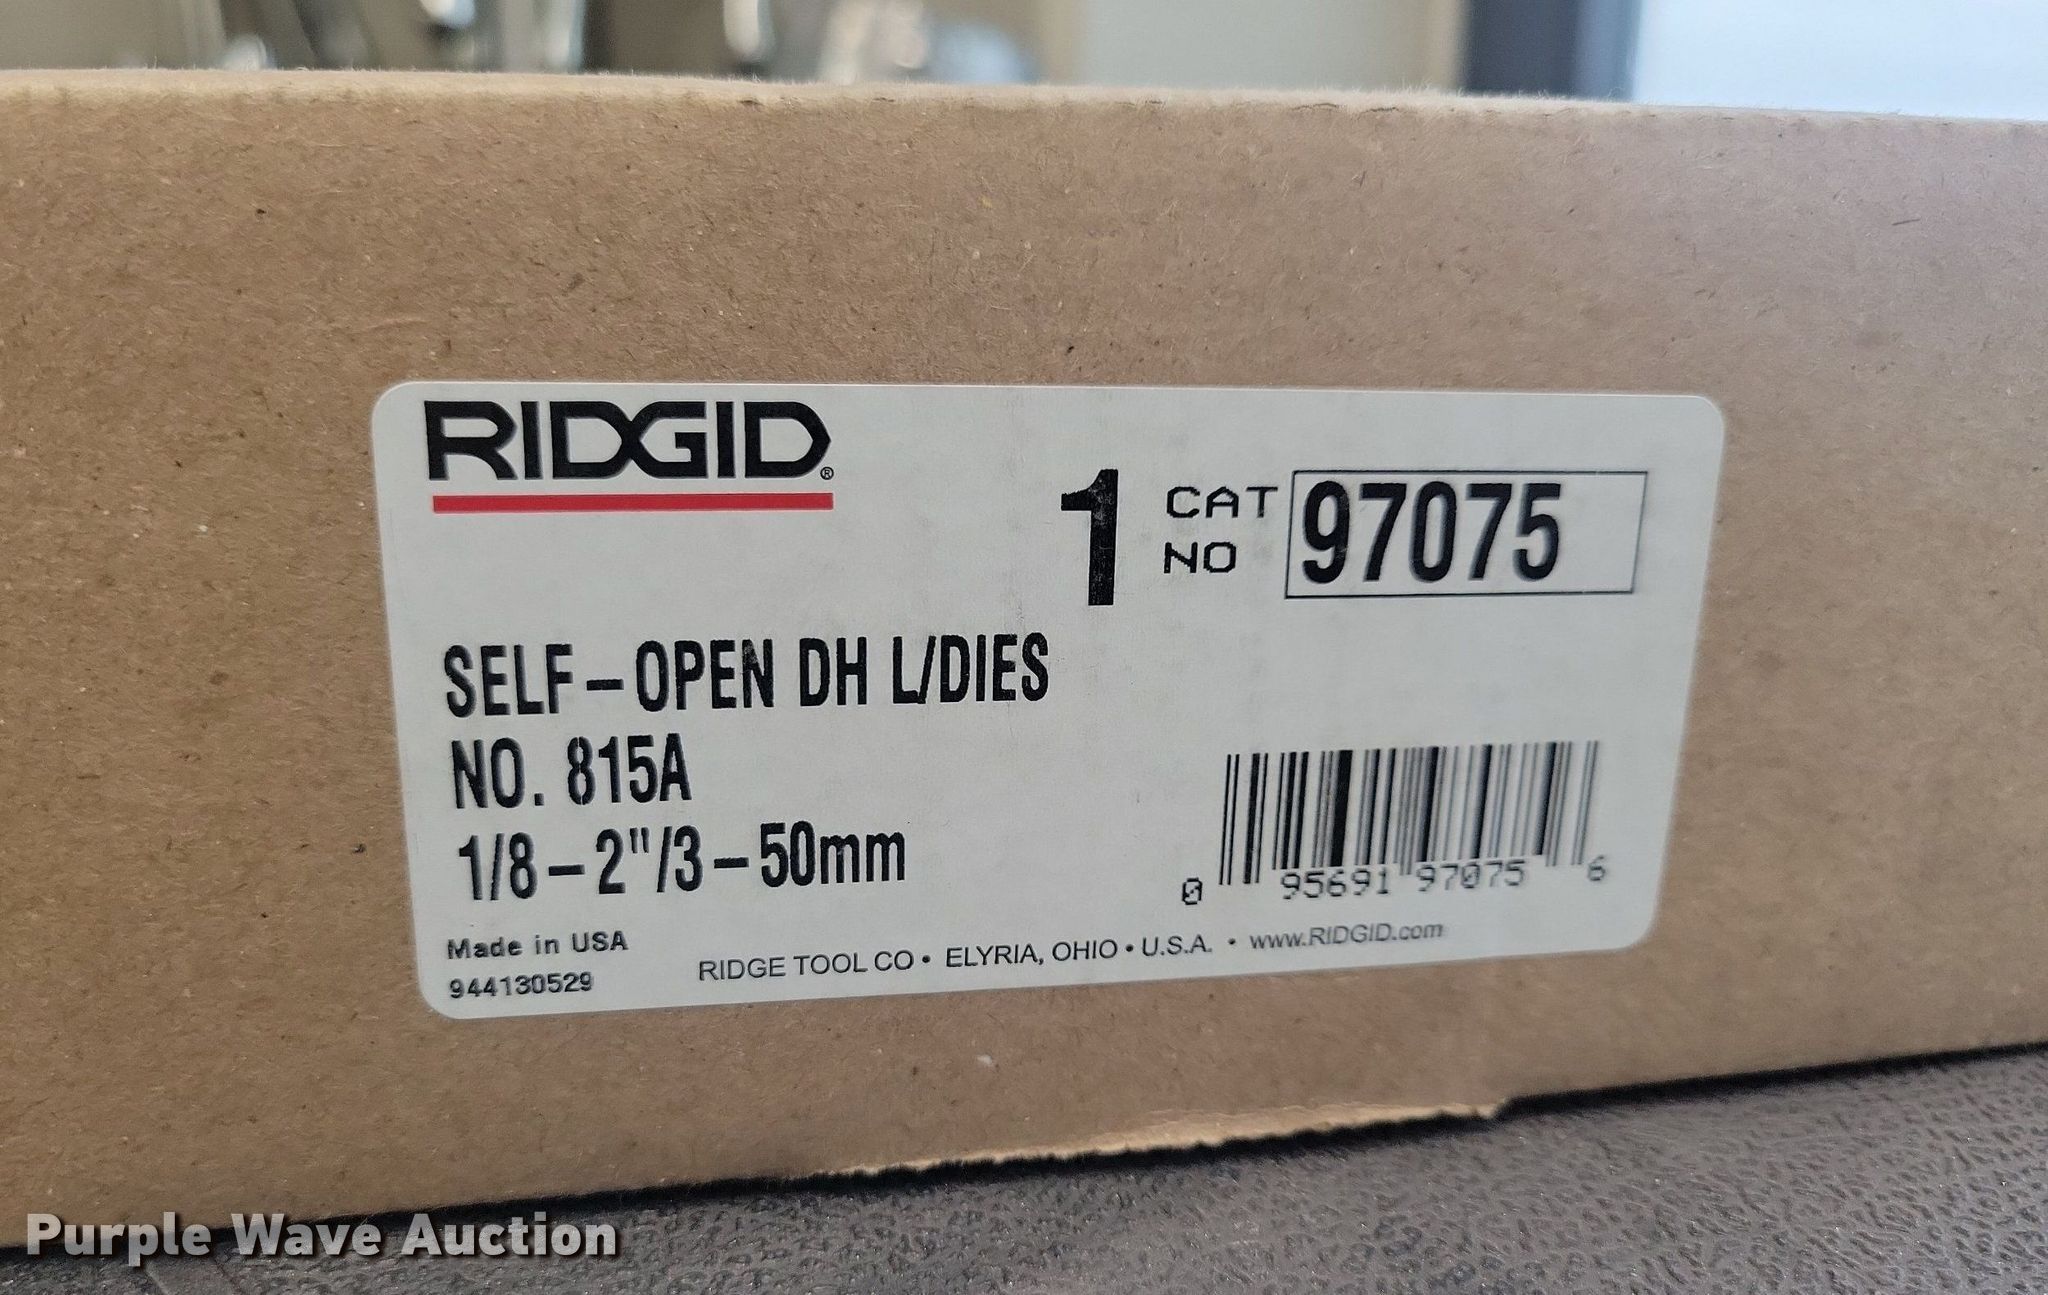 RIDGID®
1 CAT NO 97075
SELF-OPEN DH L/DIES
NO. 815A
1/8-2"/3-50mm
0 95691 97075 6
Made in USA
944130529
RIDGE TOOL CO • ELYRIA, OHIO • U.S.A. • www.RIDGID.com
Purple Wave Auction